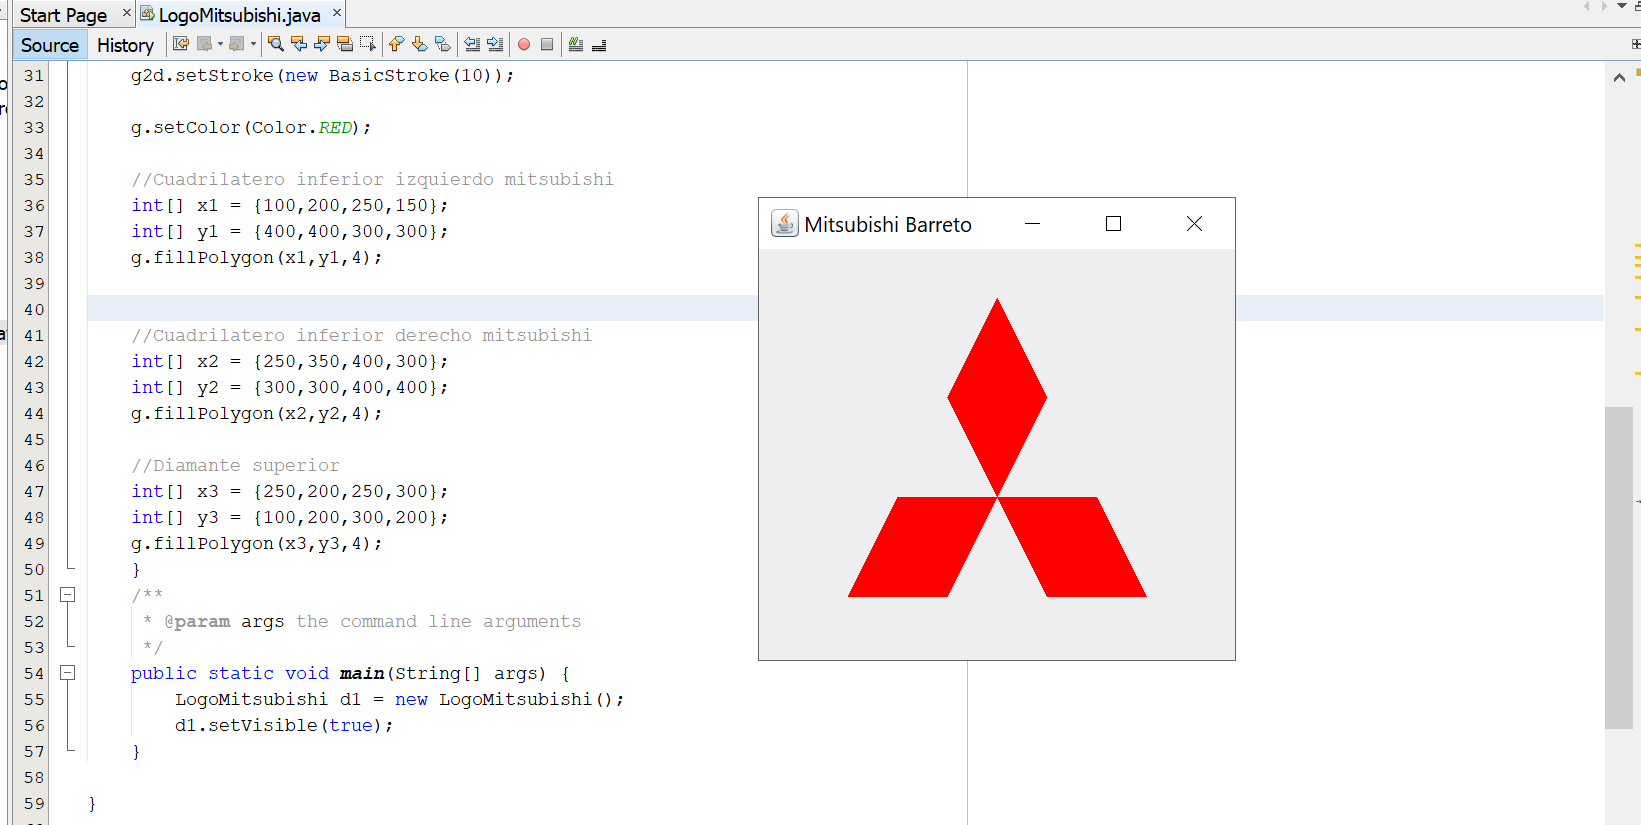 Start Page × LogoMitsubishi.java ×
Source History
31 g2d.setStroke(new BasicStroke(10));
32
33 g.setColor(Color.RED);
34
35 //Cuadrilatero inferior izquierdo mitsubishi
36 int[] x1 = {100,200,250,150};
37 int[] y1 = {400,400,300,300};
38 g.fillPolygon(x1,y1,4);
39
40
41 //Cuadrilatero inferior derecho mitsubishi
42 int[] x2 = {250,350,400,300};
43 int[] y2 = {300,300,400,400};
44 g.fillPolygon(x2,y2,4);
45
46 //Diamante superior
47 int[] x3 = {250,200,250,300};
48 int[] y3 = {100,200,300,200};
49 g.fillPolygon(x3,y3,4);
50 }
51 /**
52 * @param args the command line arguments
53 */
54 public static void main(String[] args) {
55 LogoMitsubishi d1 = new LogoMitsubishi();
56 d1.setVisible(true);
57 }
58
59 }
Mitsubishi Barreto